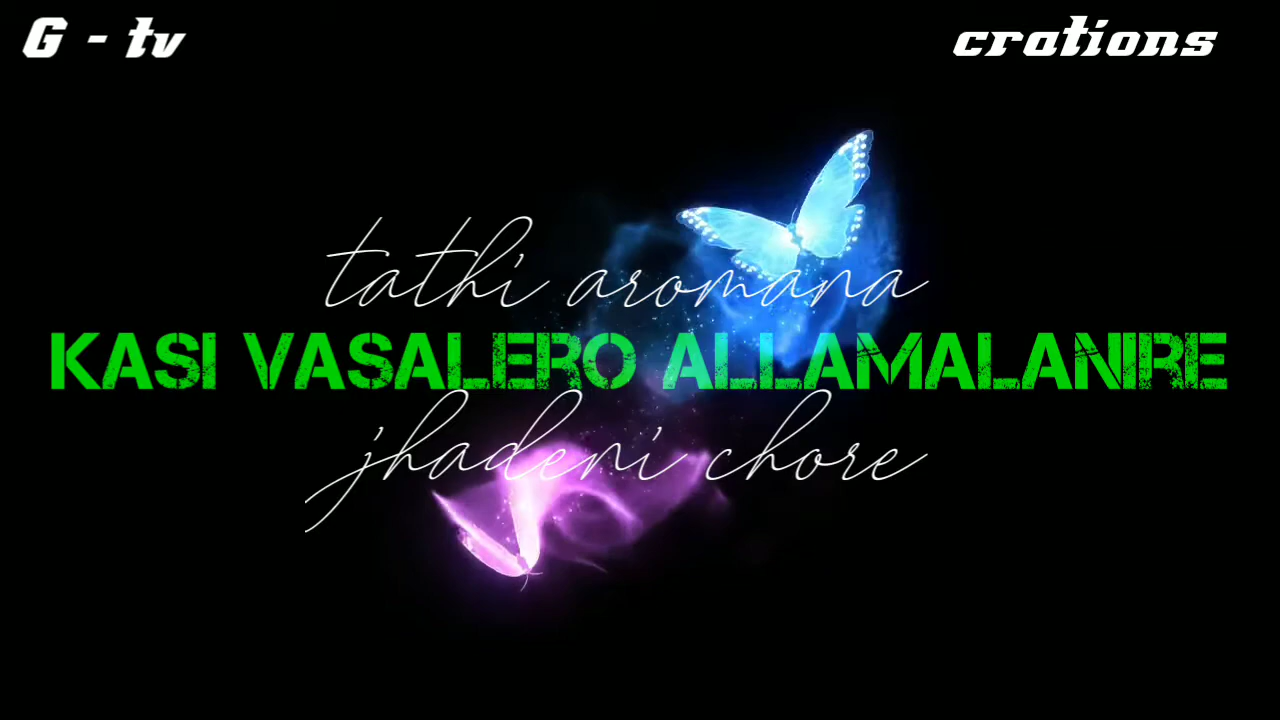 G - tv crations
tathi aromana
KASI VASALERO ALLAMALANIRE
jhadeni chore